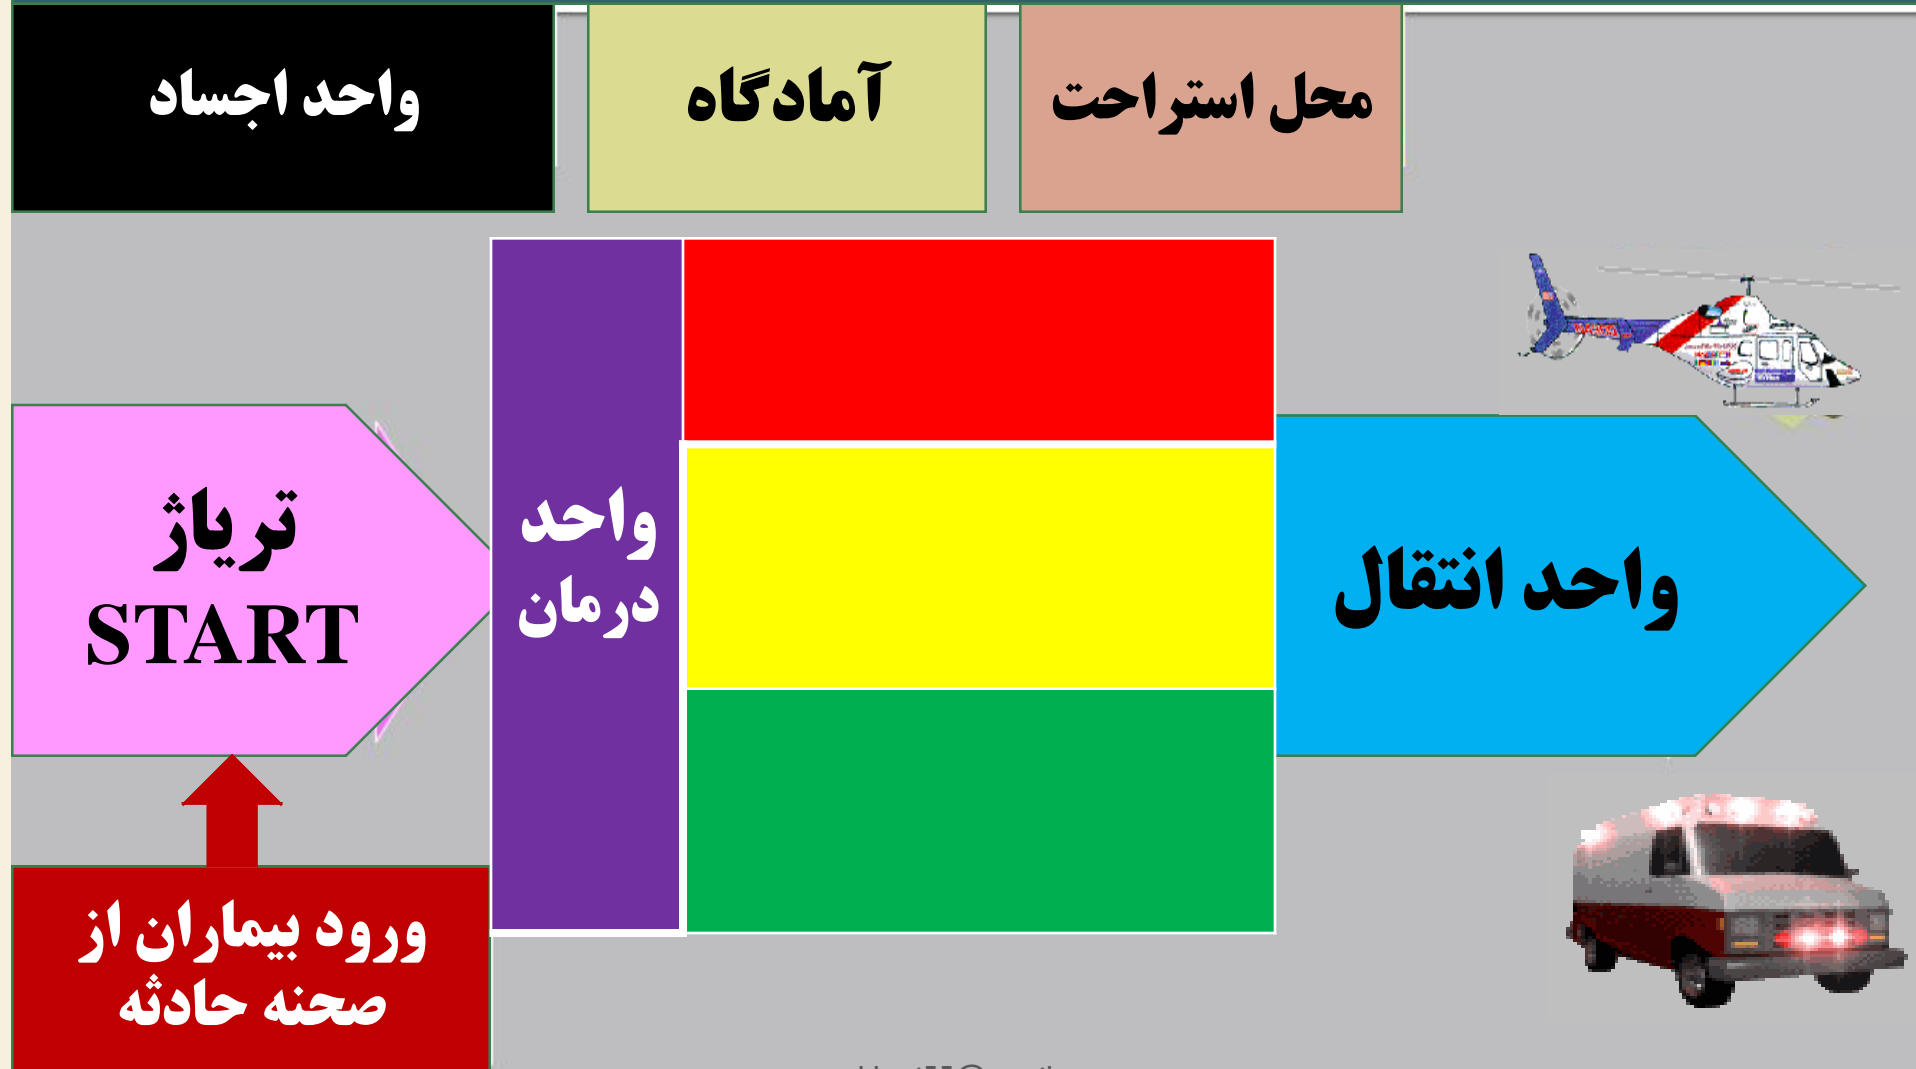 محل استراحت
آمادگاه
واحد اجساد
تریاژ
START
واحد
درمان
واحد انتقال
ورود بیماران از
صحنه حادثه